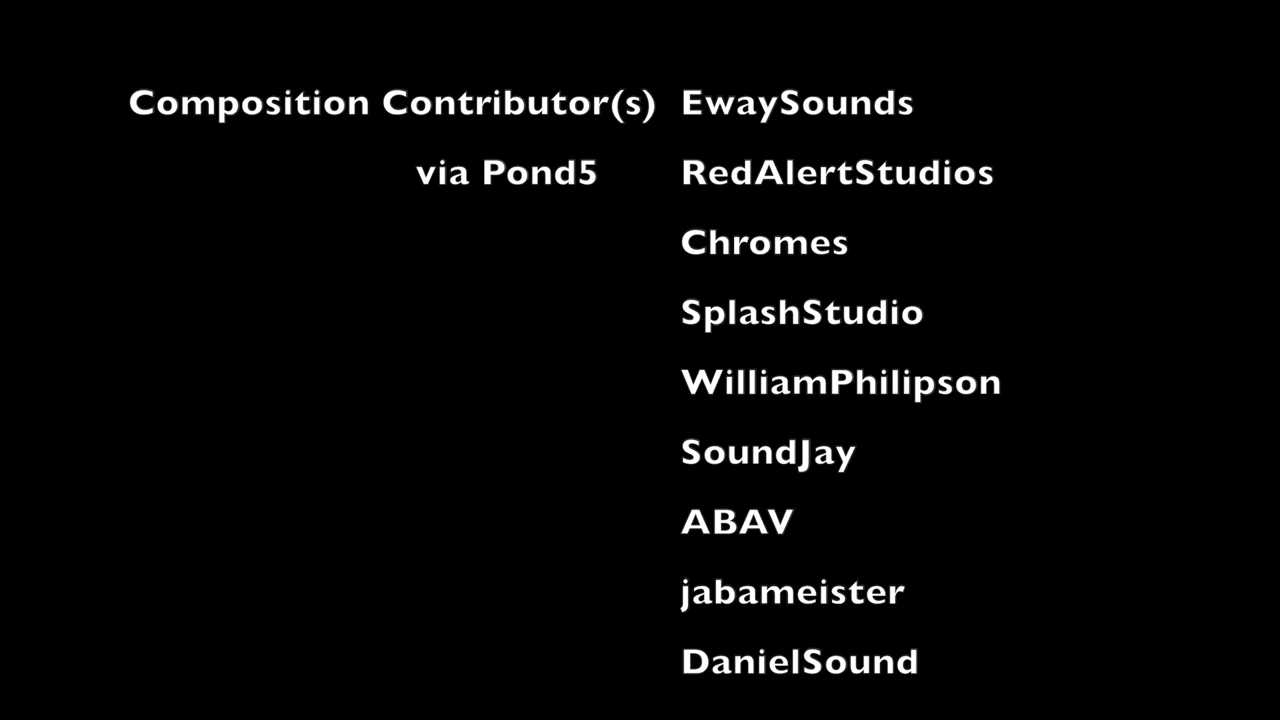 Composition Contributor(s) EwaySounds
via Pond5 RedAlertStudios
Chromes
SplashStudio
WilliamPhilipson
SoundJay
ABAV
jabameister
DanielSound